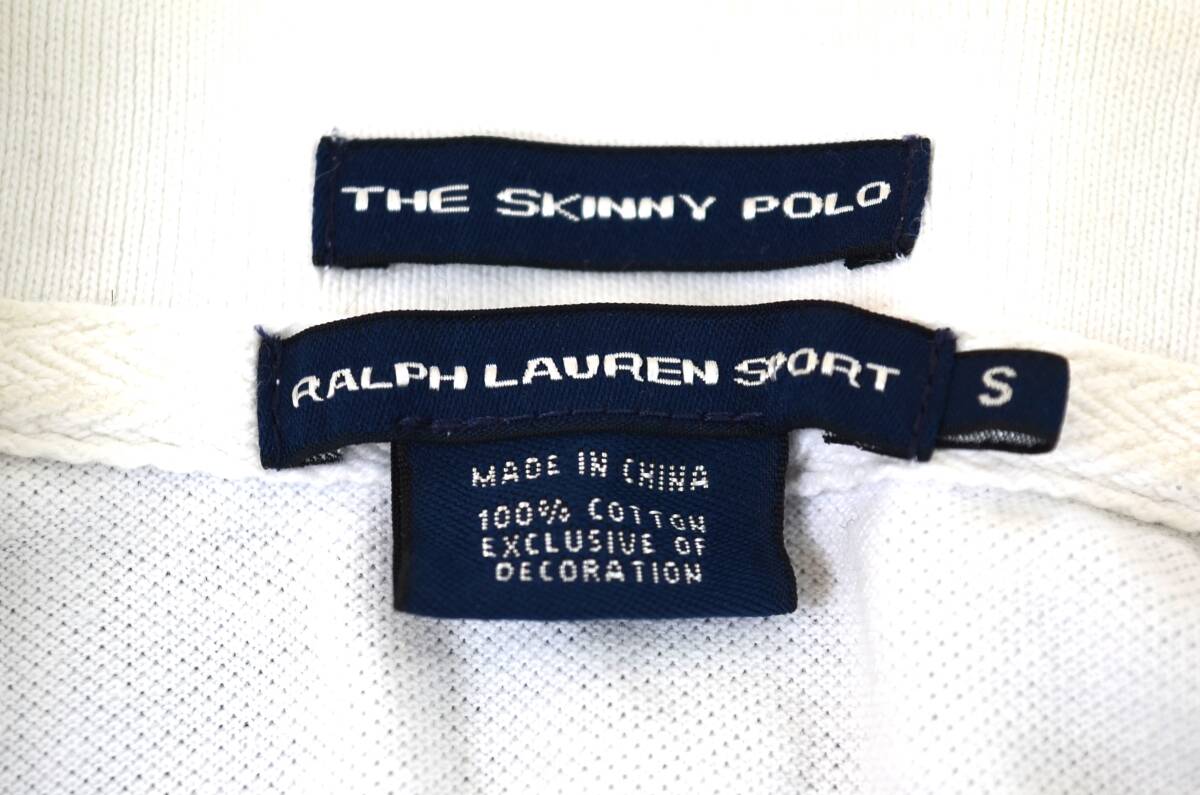 THE SKINNY POLO
RALPH LAUREN SPORT
S
MADE IN CHINA
100% COTTON
EXCLUSIVE OF
DECORATION